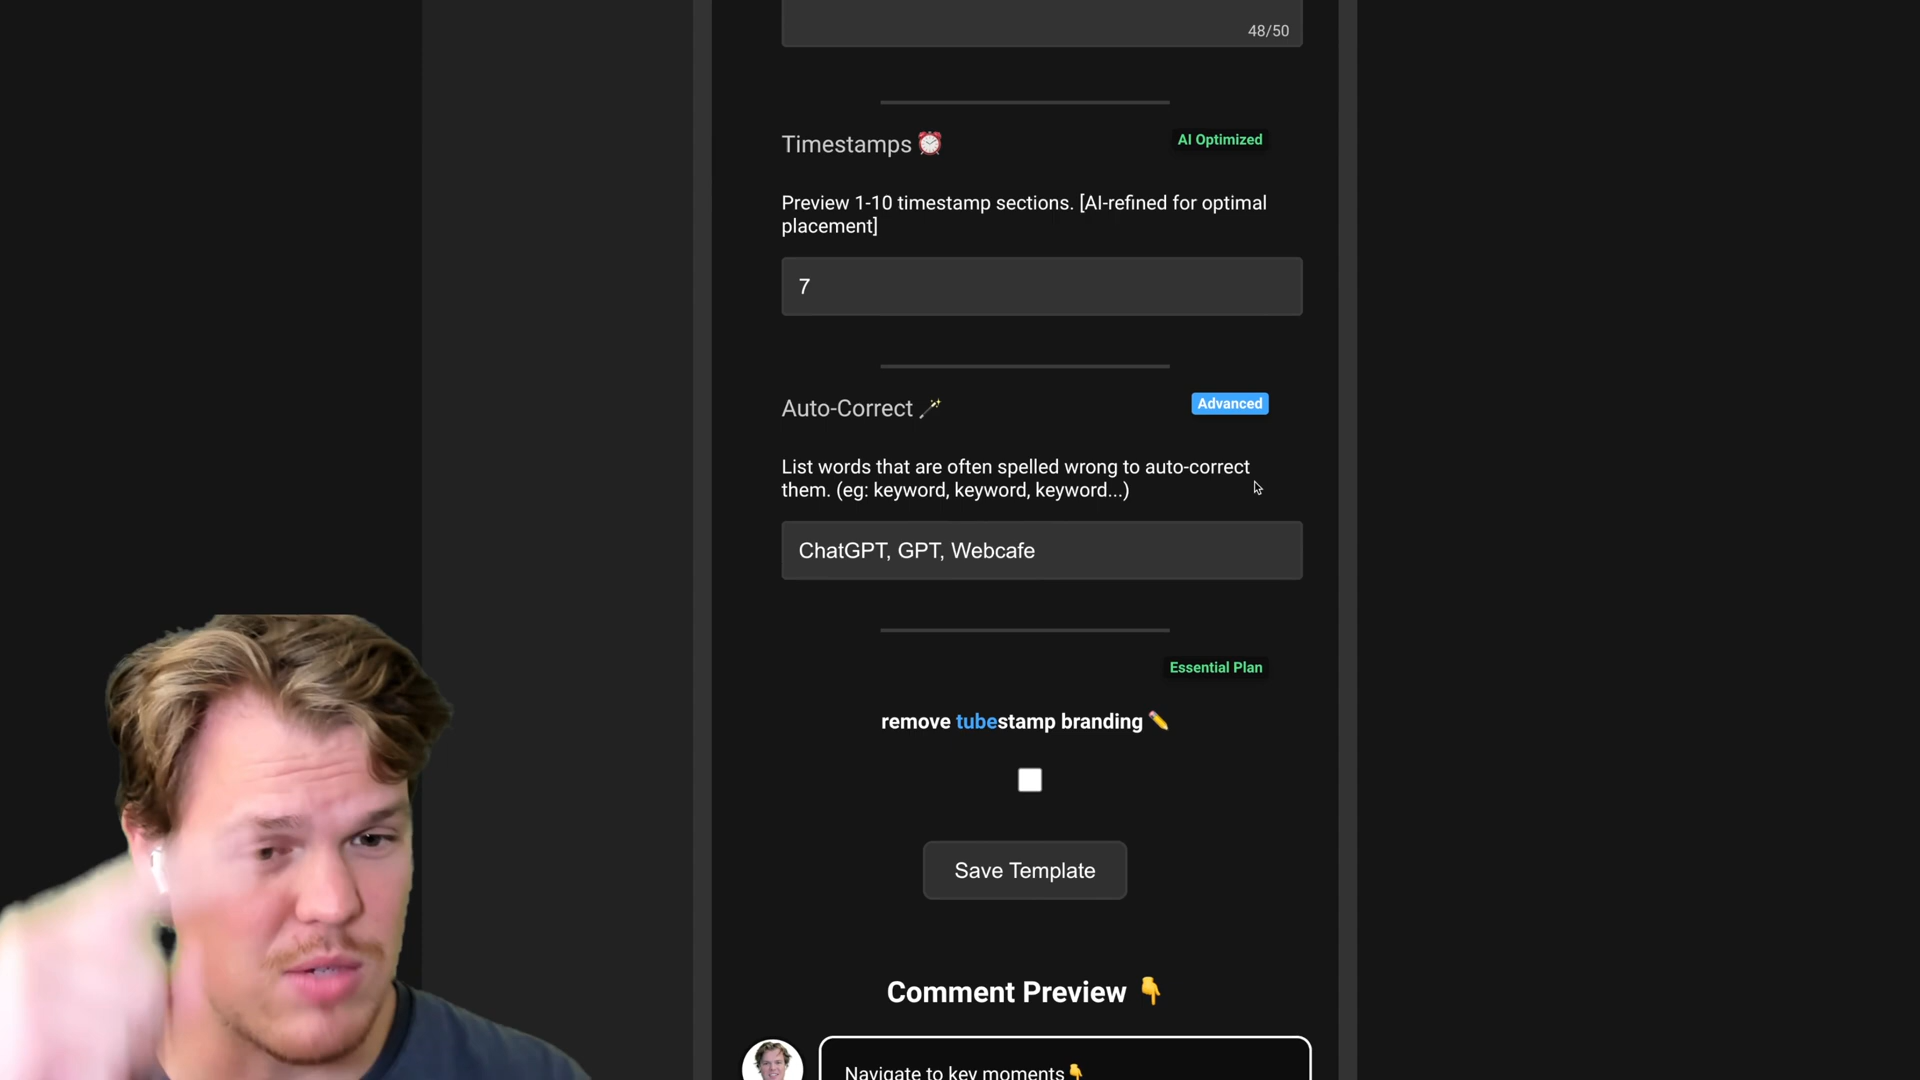 48/50
Timestamps ⏰
AI Optimized
Preview 1-10 timestamp sections. [AI-refined for optimal
placement]
7
Auto-Correct 🪄
Advanced
List words that are often spelled wrong to auto-correct
them. (eg: keyword, keyword, keyword...)
ChatGPT, GPT, Webcafe
Essential Plan
remove tubestamp branding ✏️
Save Template
Comment Preview 👇
Navigate to key moments👇